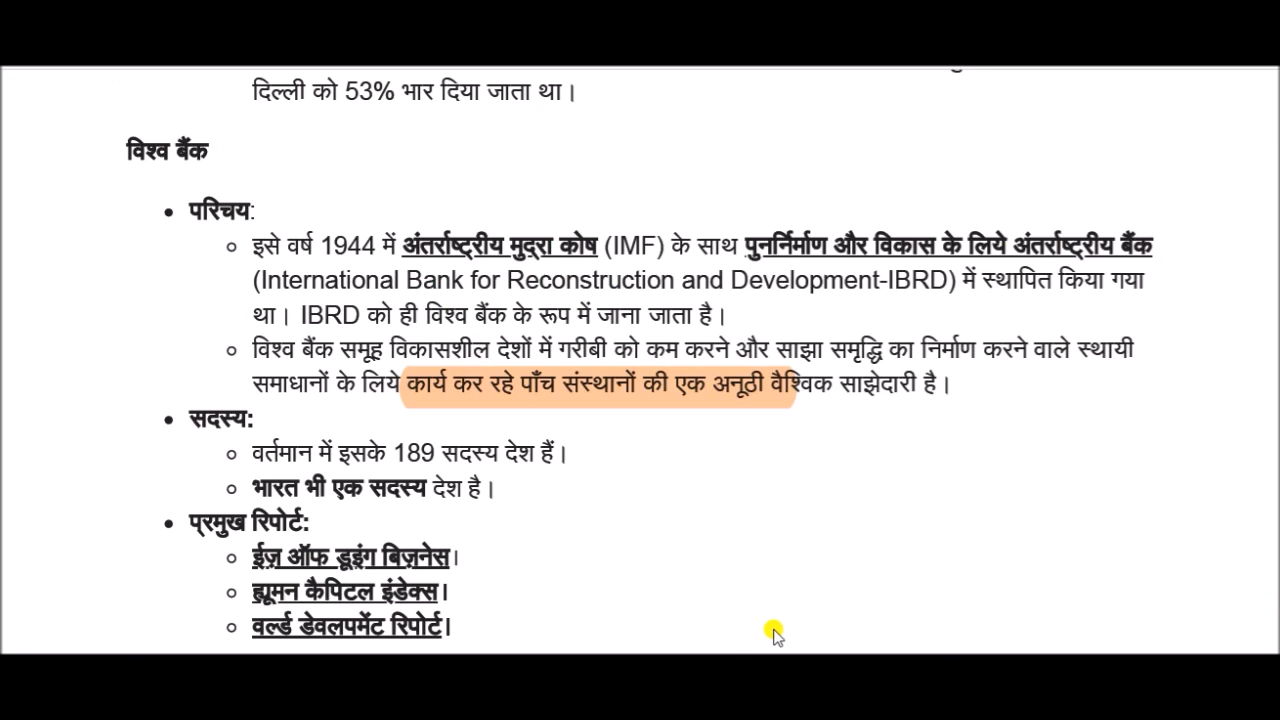 दिल्ली को 53% भार दिया जाता था।
विश्व बैंक
• परिचय:
इसे वर्ष 1944 में अंतर्राष्ट्रीय मुद्रा कोष (IMF) के साथ पुनर्निर्माण और विकास के लिये अंतर्राष्ट्रीय बैंक
(International Bank for Reconstruction and Development-IBRD) में स्थापित किया गया
था। IBRD को ही विश्व बैंक के रूप में जाना जाता है।
विश्व बैंक समूह विकासशील देशों में गरीबी को कम करने और साझा समृद्धि का निर्माण करने वाले स्थायी
समाधानों के लिये कार्य कर रहे पाँच संस्थानों की एक अनूठी वैश्विक साझेदारी है।
• सदस्य:
वर्तमान में इसके 189 सदस्य देश हैं।
भारत भी एक सदस्य देश है।
• प्रमुख रिपोर्ट:
ईज़ ऑफ डूइंग बिज़नेस।
ह्यूमन कैपिटल इंडेक्स।
वर्ल्ड डेवलपमेंट रिपोर्ट।